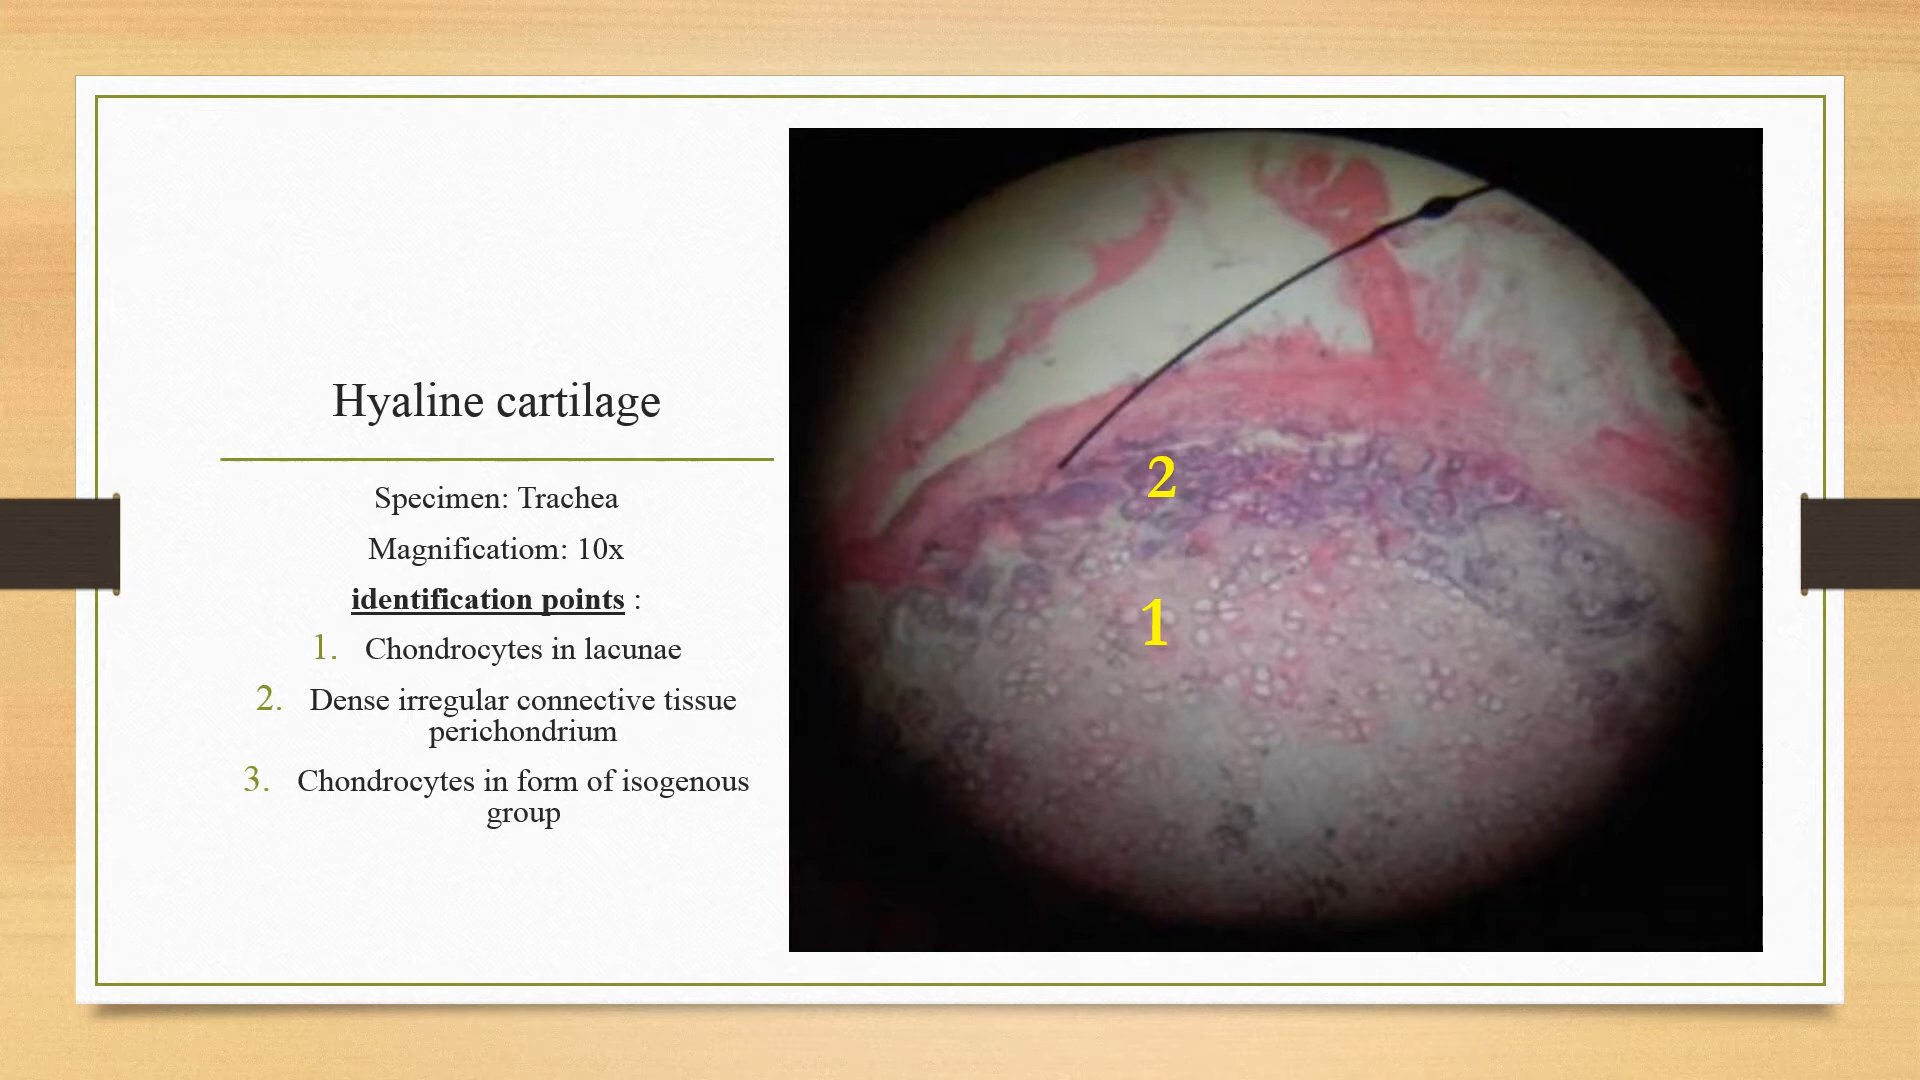 Hyaline cartilage
Specimen: Trachea
Magnificatiom: 10x
identification points :
1. Chondrocytes in lacunae
2. Dense irregular connective tissue
perichondrium
3. Chondrocytes in form of isogenous
group
2
1